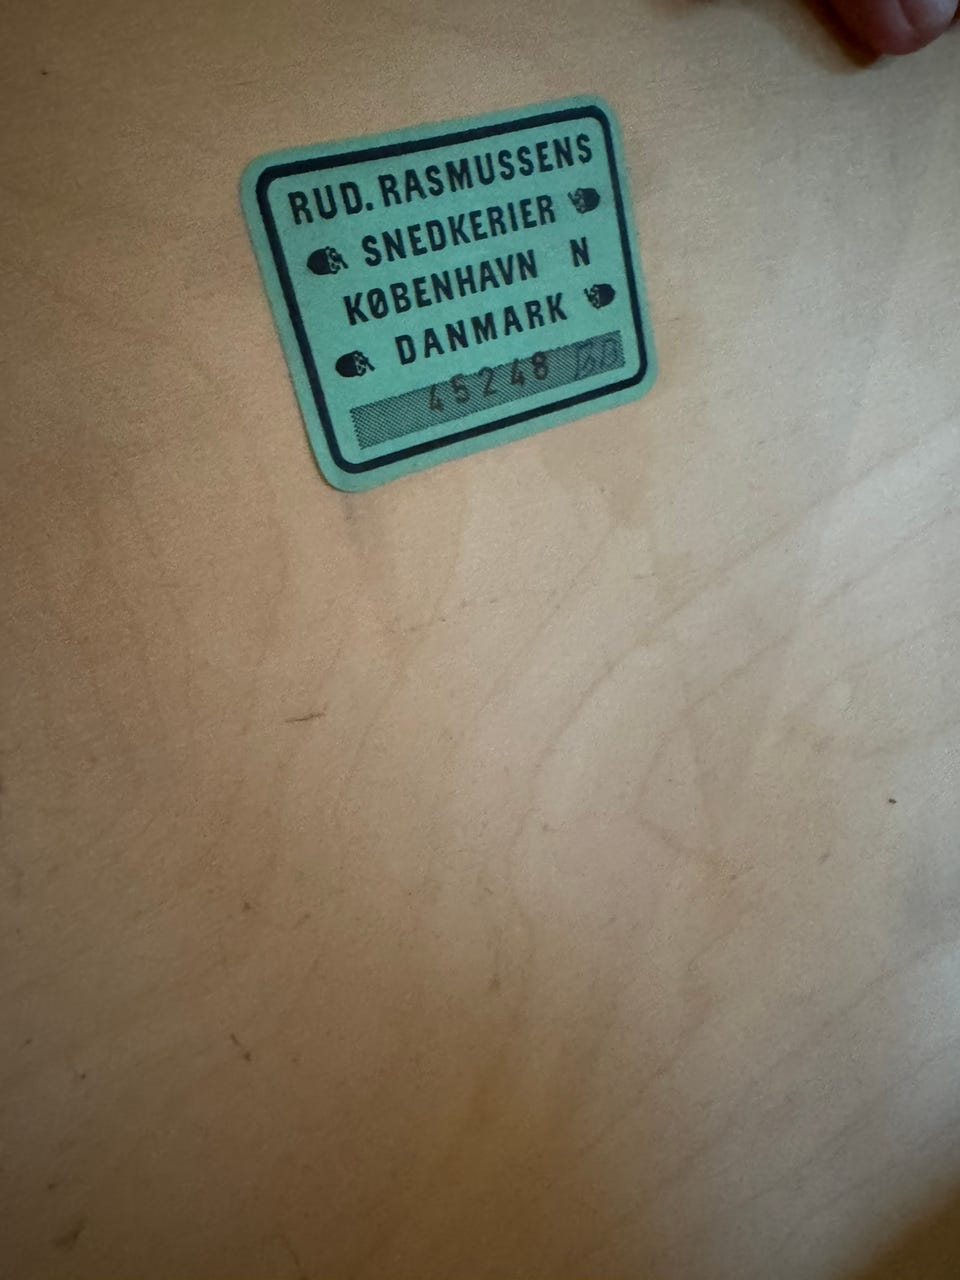 RUD. RASMUSSENS
SNEDKERIER
KØBENHAVN N
DANMARK
45248